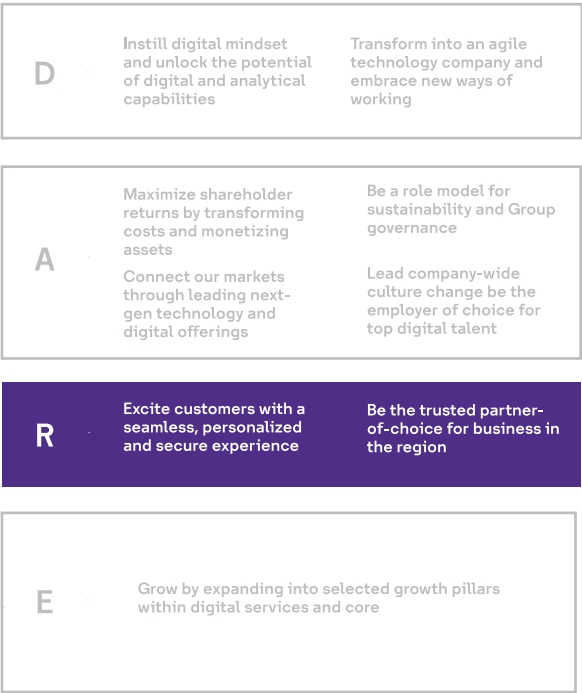 D
Instill digital mindset
and unlock the potential
of digital and analytical
capabilities
Transform into an agile
technology company and
embrace new ways of
working
A
Maximize shareholder
returns by transforming
costs and monetizing
assets
Be a role model for
sustainability and Group
governance
Connect our markets
through leading next-
gen technology and
digital offerings
Lead company-wide
culture change be the
employer of choice for
top digital talent
R
Excite customers with a
seamless, personalized
and secure experience
Be the trusted partner-
of-choice for business in
the region
E
Grow by expanding into selected growth pillars
within digital services and core